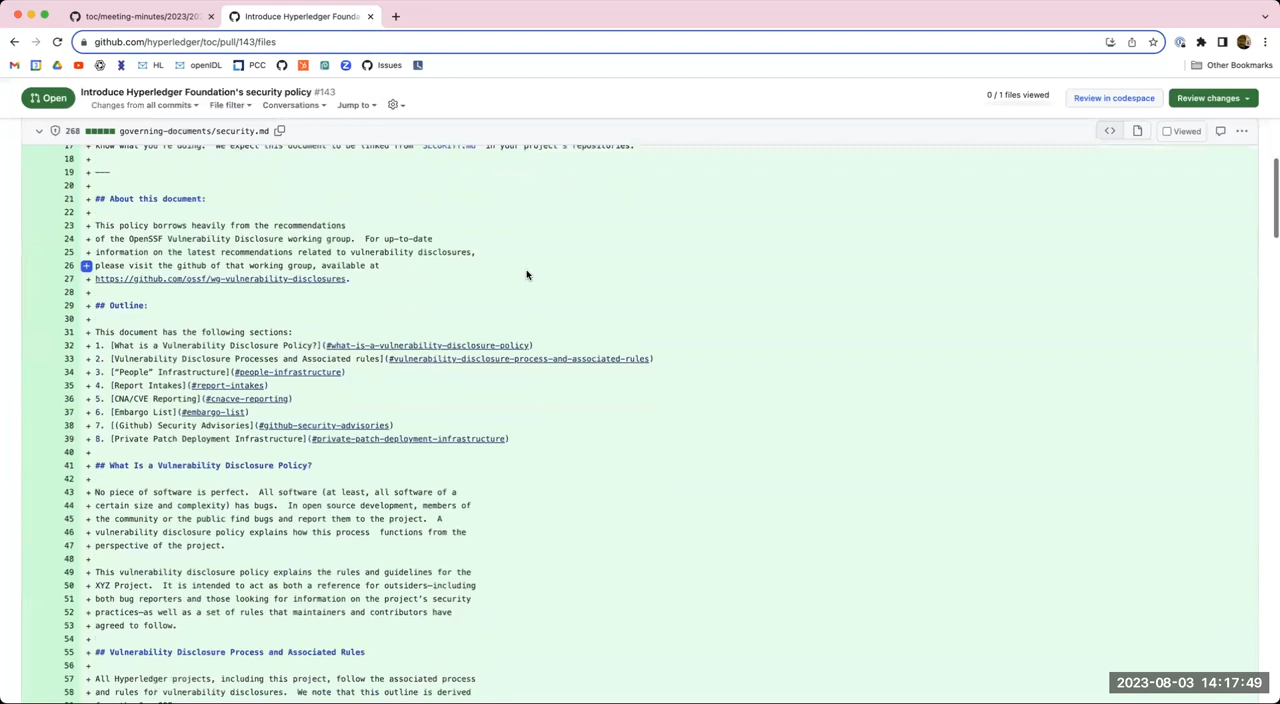 toc/meeting-minutes/2023/202
Introduce Hyperledger Founda
github.com/hyperledger/toc/pull/143/files
HL
openIDL
PCC
Issues
Other Bookmarks
Open
Introduce Hyperledger Foundation's security policy #143
Changes from all commits
File filter
Conversations
Jump to
0 / 1 files viewed
Review in codespace
Review changes
268 governing-documents/security.md
Viewed
17 + know what you're doing. We expect this document to be linked from `SECURITY.md` in your project's repositories.
18 +
19 + ---
20 +
21 + ## About this document:
22 +
23 + This policy borrows heavily from the recommendations
24 + of the OpenSSF Vulnerability Disclosure working group. For up-to-date
25 + information on the latest recommendations related to vulnerability disclosures,
26 + please visit the github of that working group, available at
27 + https://github.com/ossf/wg-vulnerability-disclosures.
28 +
29 + ## Outline:
30 +
31 + This document has the following sections:
32 + 1. [What is a Vulnerability Disclosure Policy?](#what-is-a-vulnerability-disclosure-policy)
33 + 2. [Vulnerability Disclosure Processes and Associated rules](#vulnerability-disclosure-process-and-associated-rules)
34 + 3. [“People” Infrastructure](#people-infrastructure)
35 + 4. [Report Intakes](#report-intakes)
36 + 5. [CNA/CVE Reporting](#cnacve-reporting)
37 + 6. [Embargo List](#embargo-list)
38 + 7. [(Github) Security Advisories](#github-security-advisories)
39 + 8. [Private Patch Deployment Infrastructure](#private-patch-deployment-infrastructure)
40 +
41 + ## What Is a Vulnerability Disclosure Policy?
42 +
43 + No piece of software is perfect. All software (at least, all software of a
44 + certain size and complexity) has bugs. In open source development, members of
45 + the community or the public find bugs and report them to the project. A
46 + vulnerability disclosure policy explains how this process functions from the
47 + perspective of the project.
48 +
49 + This vulnerability disclosure policy explains the rules and guidelines for the
50 + XYZ Project. It is intended to act as both a reference for outsiders—including
51 + both bug reporters and those looking for information on the project's security
52 + practices—as well as a set of rules that maintainers and contributors have
53 + agreed to follow.
54 +
55 + ## Vulnerability Disclosure Process and Associated Rules
56 +
57 + All Hyperledger projects, including this project, follow the associated process
58 + and rules for vulnerability disclosures. We note that this outline is derived
2023-08-03 14:17:49